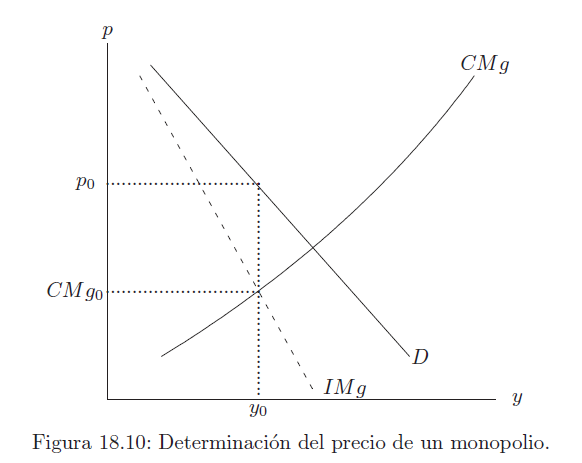 p
CMg
p0
CMg0
D
IMg
y0
y
Figura 18.10: Determinación del precio de un monopolio.